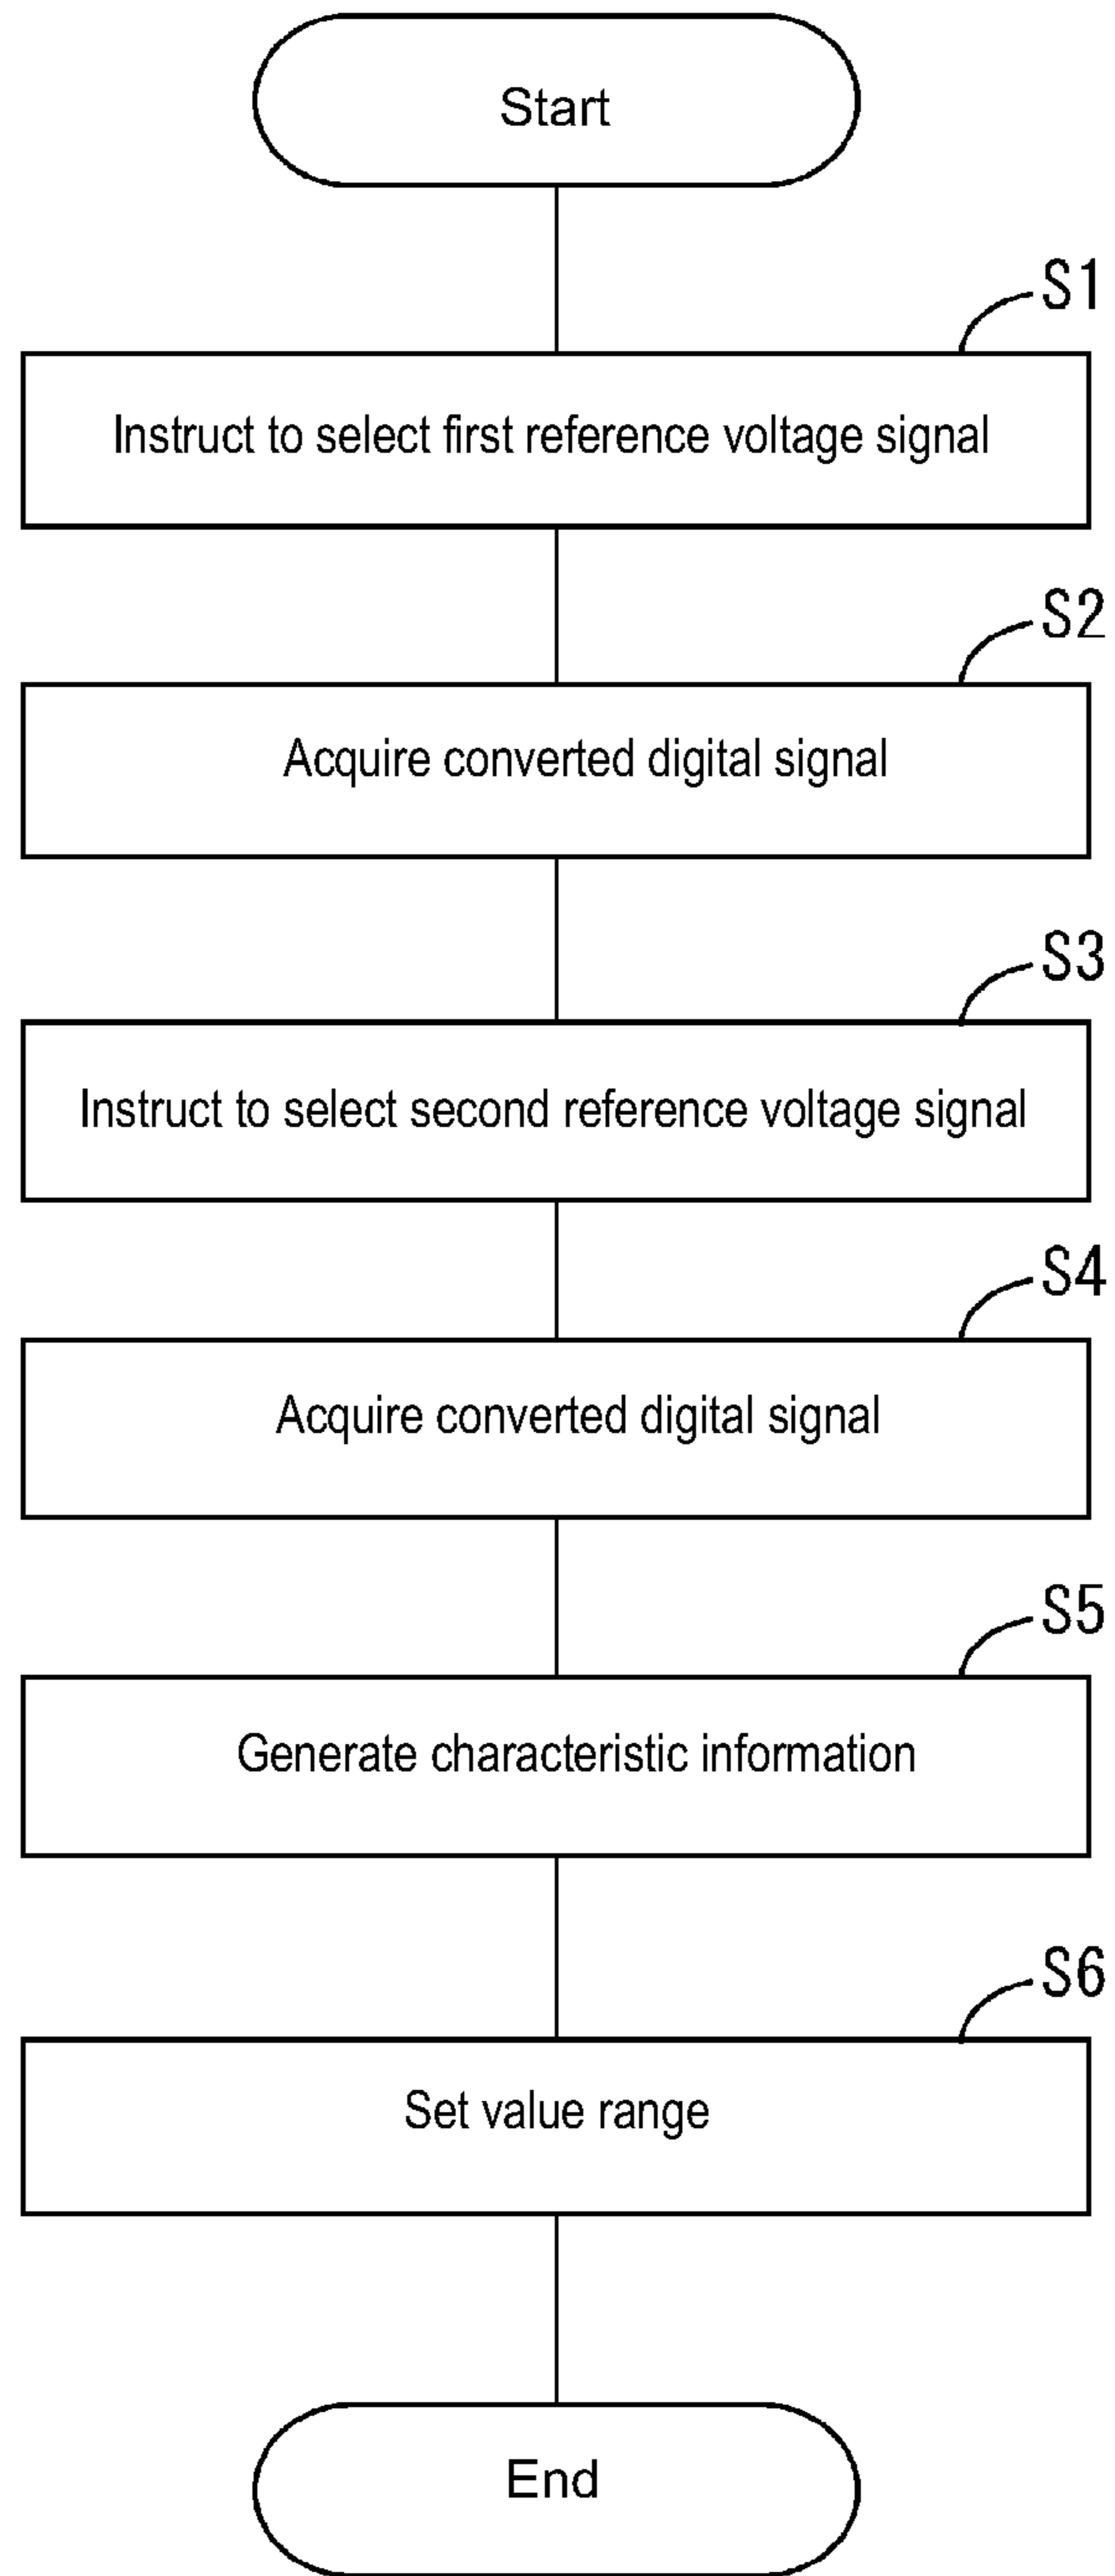 Start
S1
Instruct to select first reference voltage signal
S2
Acquire converted digital signal
S3
Instruct to select second reference voltage signal
S4
Acquire converted digital signal
S5
Generate characteristic information
S6
Set value range
End